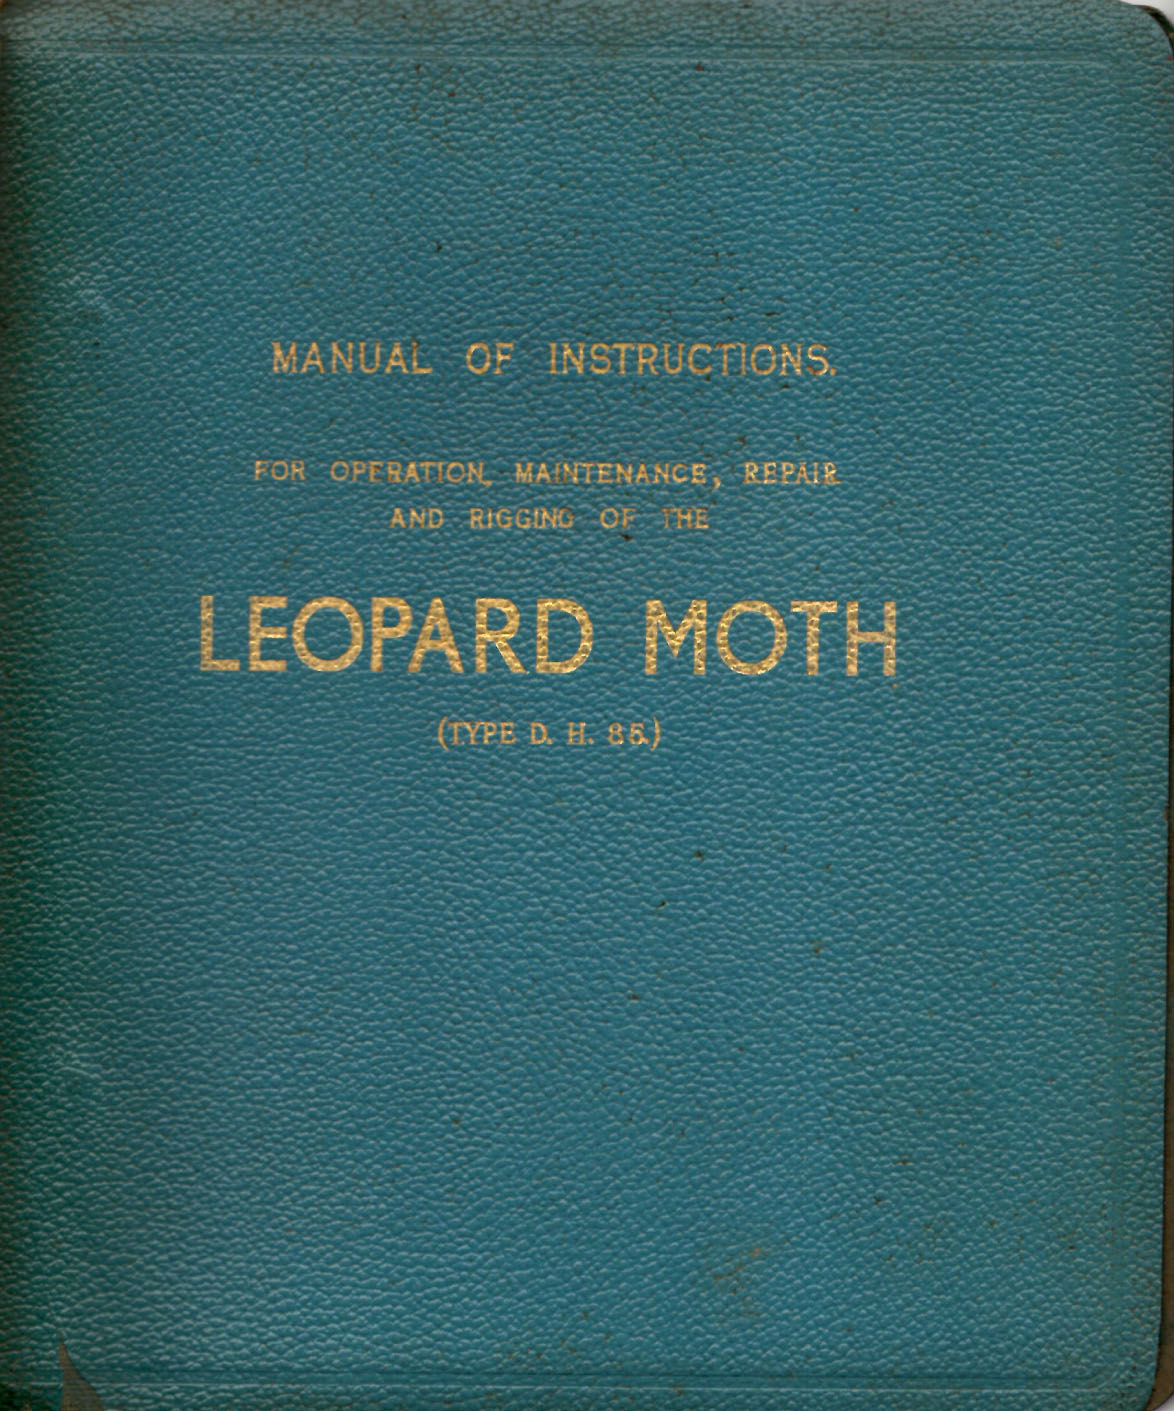 MANUAL OF INSTRUCTIONS.
FOR OPERATION, MAINTENANCE, REPAIR
AND RIGGING OF THE
LEOPARD MOTH
(TYPE D. H. 85.)